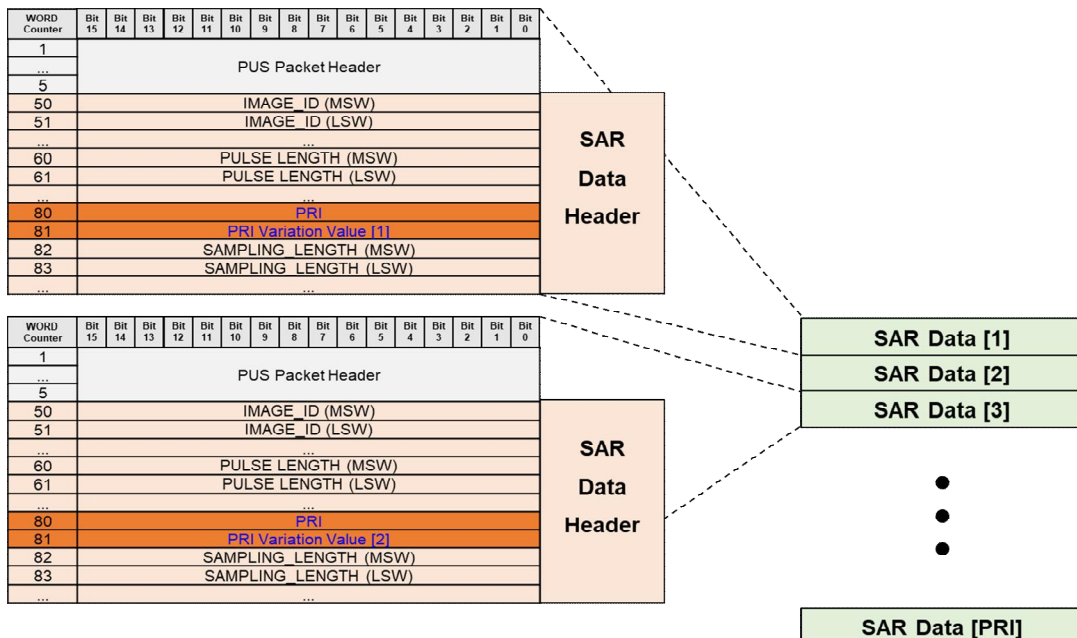 WORD Counter Bit 15 Bit 14 Bit 13 Bit 12 Bit 11 Bit 10 Bit 9 Bit 8 Bit 7 Bit 6 Bit 5 Bit 4 Bit 3 Bit 2 Bit 1 Bit 0
1
...
5
PUS Packet Header
50 IMAGE_ID (MSW)
51 IMAGE_ID (LSW)
... ...
60 PULSE LENGTH (MSW)
61 PULSE LENGTH (LSW)
... ...
80 PRI
81 PRI Variation Value [1]
82 SAMPLING_LENGTH (MSW)
83 SAMPLING_LENGTH (LSW)
... ...
SAR
Data
Header
WORD Counter Bit 15 Bit 14 Bit 13 Bit 12 Bit 11 Bit 10 Bit 9 Bit 8 Bit 7 Bit 6 Bit 5 Bit 4 Bit 3 Bit 2 Bit 1 Bit 0
1
...
5
PUS Packet Header
50 IMAGE_ID (MSW)
51 IMAGE_ID (LSW)
... ...
60 PULSE LENGTH (MSW)
61 PULSE LENGTH (LSW)
... ...
80 PRI
81 PRI Variation Value [2]
82 SAMPLING_LENGTH (MSW)
83 SAMPLING_LENGTH (LSW)
... ...
SAR
Data
Header
SAR Data [1]
SAR Data [2]
SAR Data [3]
SAR Data [PRI]